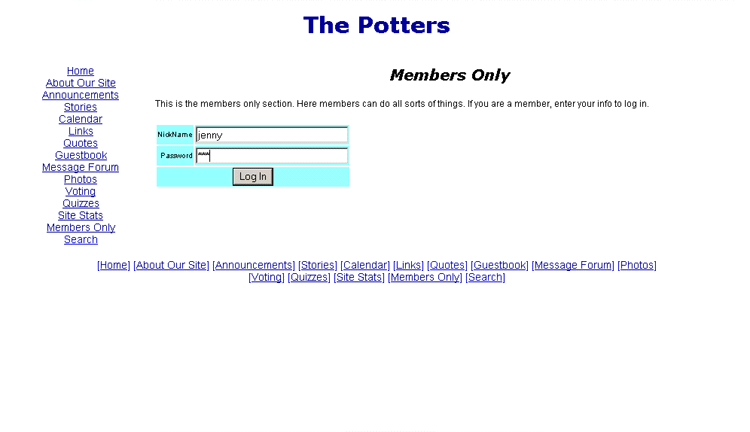 The Potters
Home
About Our Site
Announcements
Stories
Calendar
Links
Quotes
Guestbook
Message Forum
Photos
Voting
Quizzes
Site Stats
Members Only
Search
Members Only
This is the members only section. Here members can do all sorts of things. If you are a member, enter your info to log in.
NickName jenny
Password ***
Log In
[Home] [About Our Site] [Announcements] [Stories] [Calendar] [Links] [Quotes] [Guestbook] [Message Forum] [Photos]
[Voting] [Quizzes] [Site Stats] [Members Only] [Search]